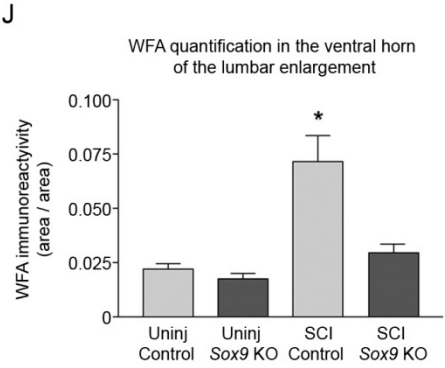 J
WFA quantification in the ventral horn
of the lumbar enlargement
WFA immunoreactyivity
(area / area)
0.100
0.075
0.050
0.025
0
*
Uninj
Control
Uninj
Sox9 KO
SCI
Control
SCI
Sox9 KO